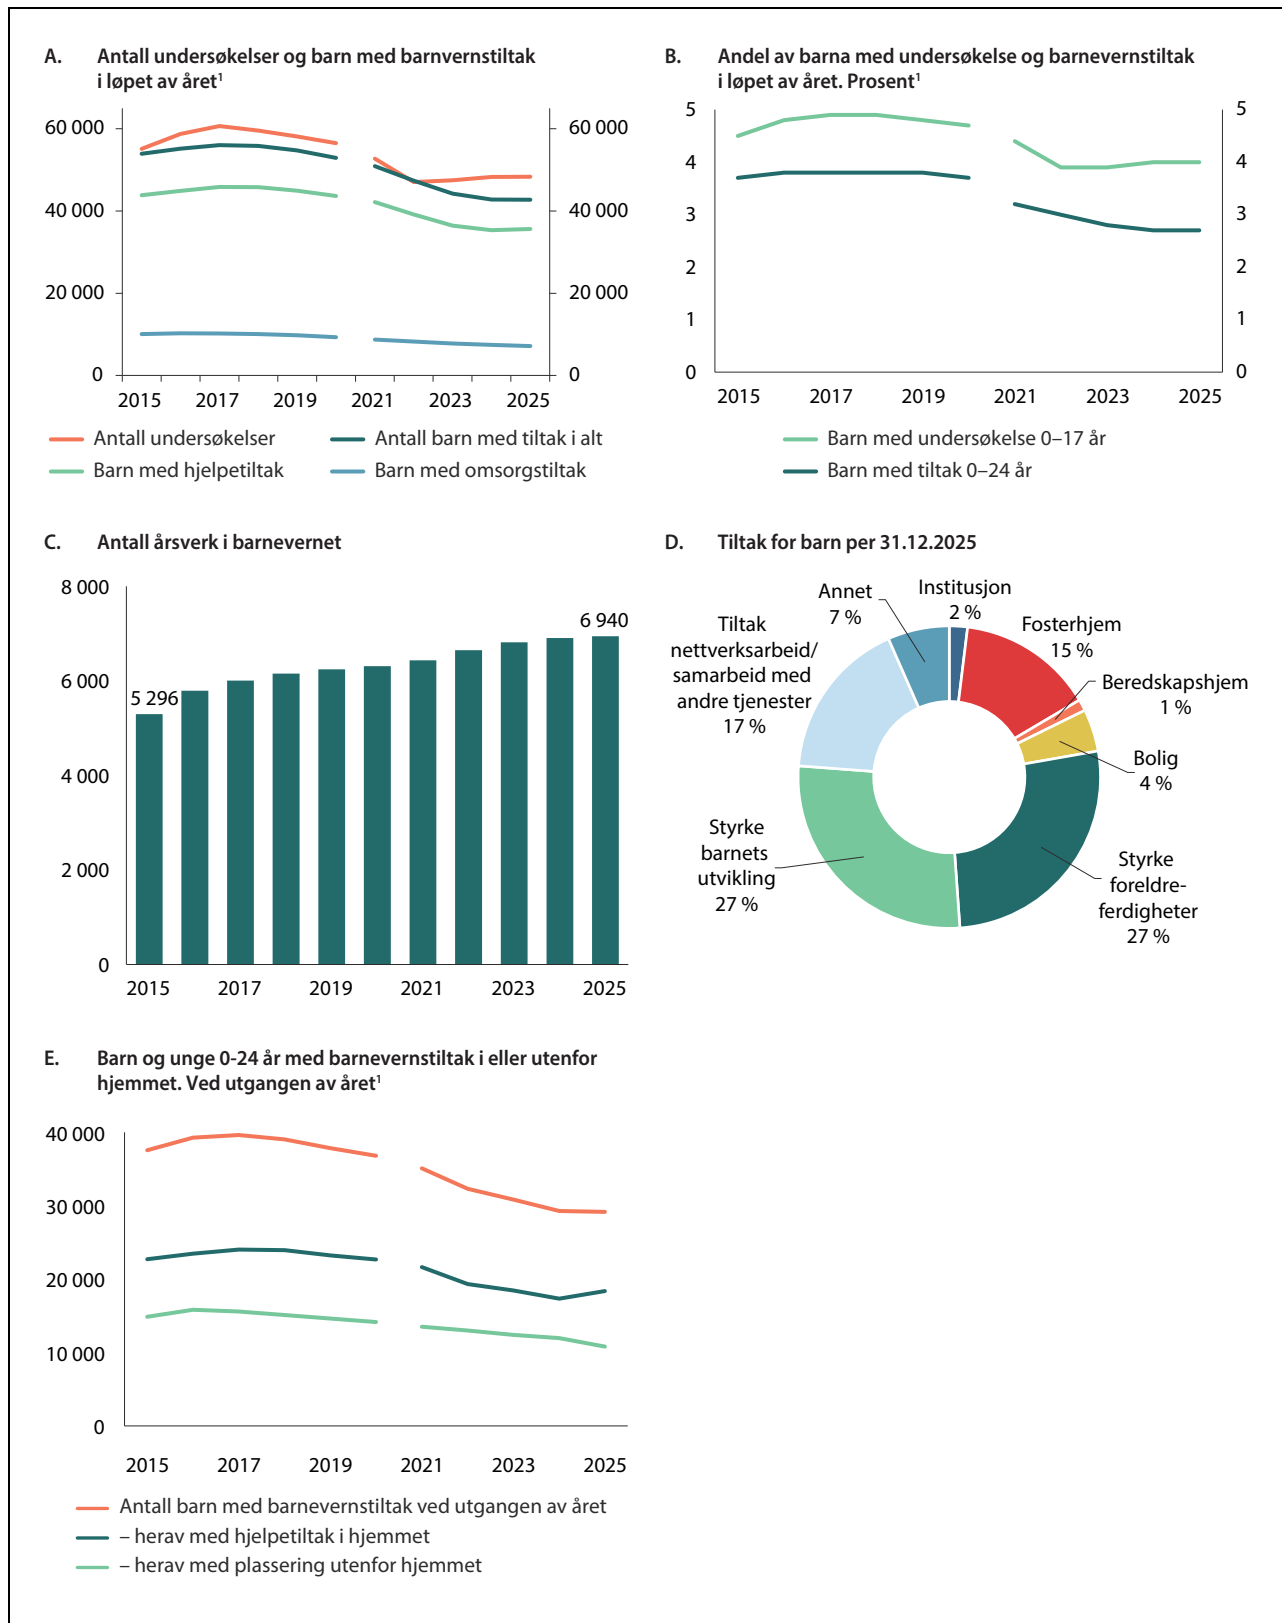 A. Antall undersøkelser og barn med barnvernstiltak
i løpet av året1
60 000 60 000
40 000 40 000
20 000 20 000
0 0
2015 2017 2019 2021 2023 2025
Antall undersøkelser Antall barn med tiltak i alt
Barn med hjelpetiltak Barn med omsorgstiltak
B. Andel av barna med undersøkelse og barnevernstiltak
i løpet av året. Prosent1
5 5
4 4
3 3
2 2
1 1
0 0
2015 2017 2019 2021 2023 2025
Barn med undersøkelse 0–17 år
Barn med tiltak 0–24 år
C. Antall årsverk i barnevernet
8 000
6 940
6 000
5 296
4 000
2 000
0
2015 2017 2019 2021 2023 2025
D. Tiltak for barn per 31.12.2025
Institusjon
2 %
Fosterhjem
15 %
Beredskapshjem
1 %
Bolig
4 %
Styrke
foreldre-
ferdigheter
27 %
Styrke
barnets
utvikling
27 %
Tiltak
nettverksarbeid/
samarbeid med
andre tjenester
17 %
Annet
7 %
E. Barn og unge 0-24 år med barnevernstiltak i eller utenfor
hjemmet. Ved utgangen av året1
40 000
30 000
20 000
10 000
0
2015 2017 2019 2021 2023 2025
Antall barn med barnevernstiltak ved utgangen av året
– herav med hjelpetiltak i hjemmet
– herav med plassering utenfor hjemmet